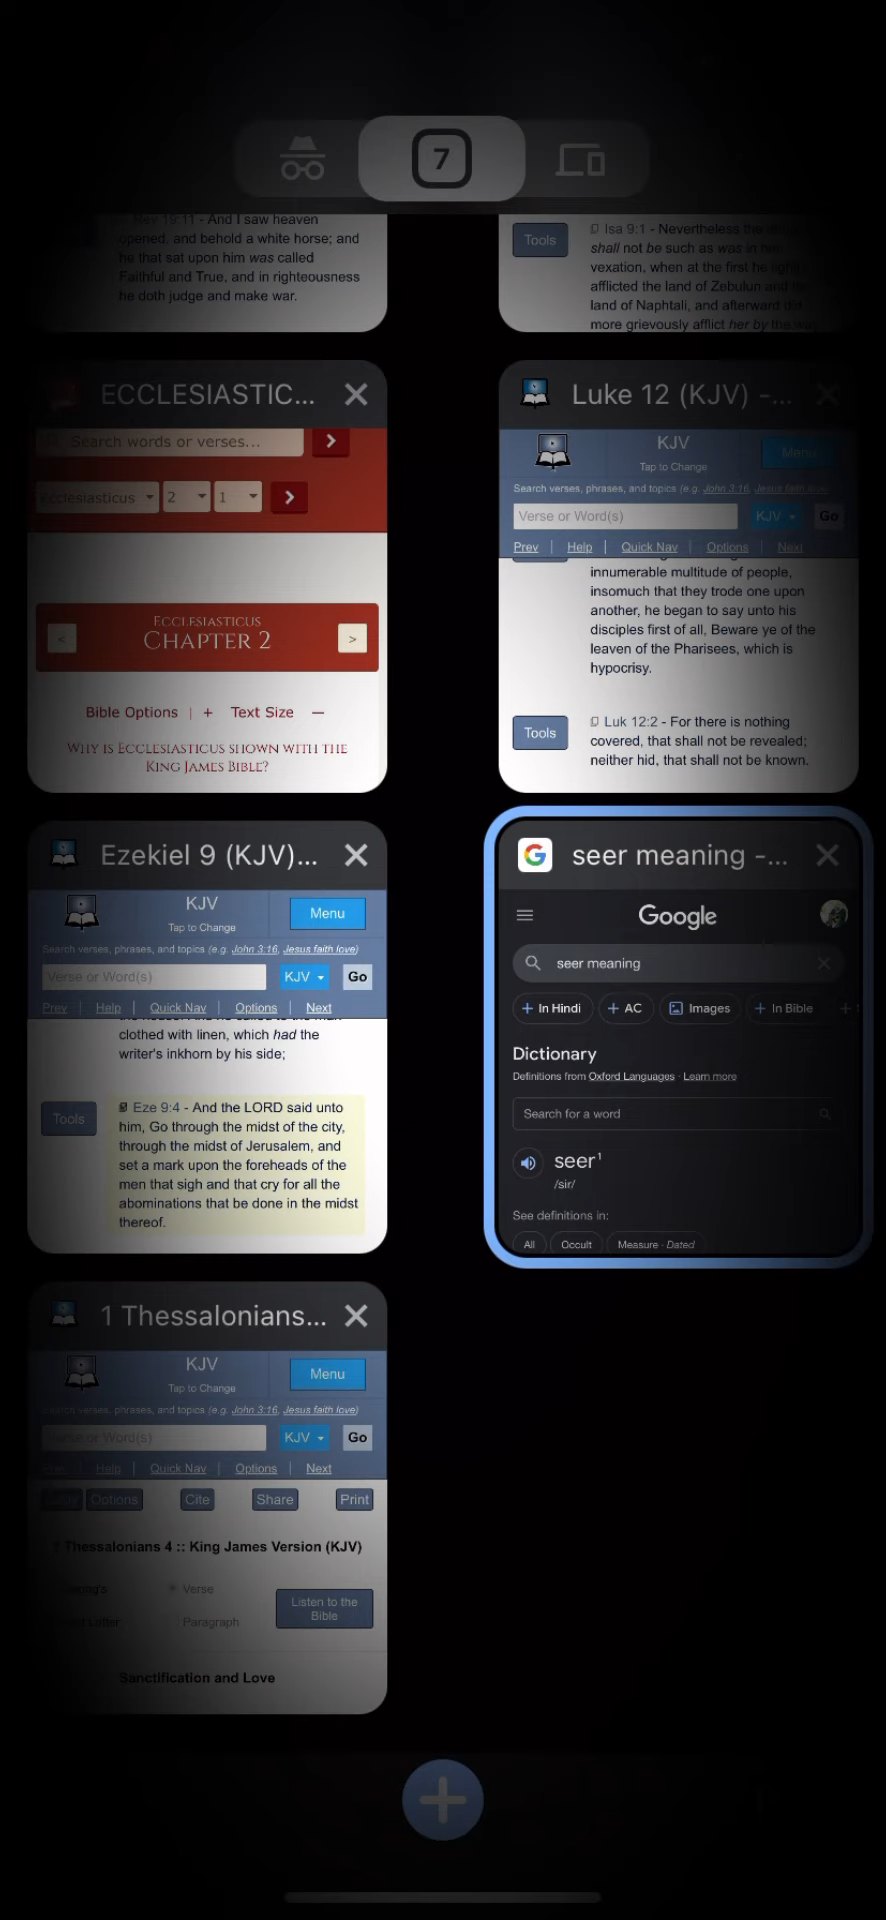 7
Rev 19:11 - And I saw heaven
opened, and behold a white horse; and
he that sat upon him was called
Faithful and True, and in righteousness
he doth judge and make war.
Tools
Isa 9:1 - Nevertheless the
shall not be such as was in her
vexation, when at the first he lightly
afflicted the land of Zebulun and the
land of Naphtali, and afterward did
more grievously afflict her by the way
ECCLESIASTIC...
Search words or verses...
Ecclesiasticus 2 1
ECCLESIASTICUS
CHAPTER 2
< >
Bible Options | + Text Size —
WHY IS ECCLESIASTICUS SHOWN WITH THE
KING JAMES BIBLE?
Luke 12 (KJV) -...
KJV
Tap to Change
Menu
Search verses, phrases, and topics (e.g. John 3:16, Jesus faith love)
Verse or Word(s)
KJV
Go
Prev | Help | Quick Nav | Options | Next
innumerable multitude of people,
insomuch that they trode one upon
another, he began to say unto his
disciples first of all, Beware ye of the
leaven of the Pharisees, which is
hypocrisy.
Tools
Luk 12:2 - For there is nothing
covered, that shall not be revealed;
neither hid, that shall not be known.
Ezekiel 9 (KJV)...
KJV
Tap to Change
Menu
Search verses, phrases, and topics (e.g. John 3:16, Jesus faith love)
Verse or Word(s)
KJV
Go
Prev | Help | Quick Nav | Options | Next
clothed with linen, which had the
writer's inkhorn by his side;
Tools
Eze 9:4 - And the LORD said unto
him, Go through the midst of the city,
through the midst of Jerusalem, and
set a mark upon the foreheads of the
men that sigh and that cry for all the
abominations that be done in the midst
thereof.
seer meaning -...
Google
seer meaning
+ In Hindi
+ AC
Images
+ In Bible
Dictionary
Definitions from Oxford Languages · Learn more
Search for a word
seer¹
/sir/
See definitions in:
All
Occult
Measure · Dated
1 Thessalonians...
KJV
Tap to Change
Menu
Search verses, phrases, and topics (e.g. John 3:16, Jesus faith love)
Verse or Word(s)
KJV
Go
Prev | Help | Quick Nav | Options | Next
Copy Options Cite Share Print
1 Thessalonians 4 :: King James Version (KJV)
Verse
Paragraph
Listen to the
Bible
Sanctification and Love